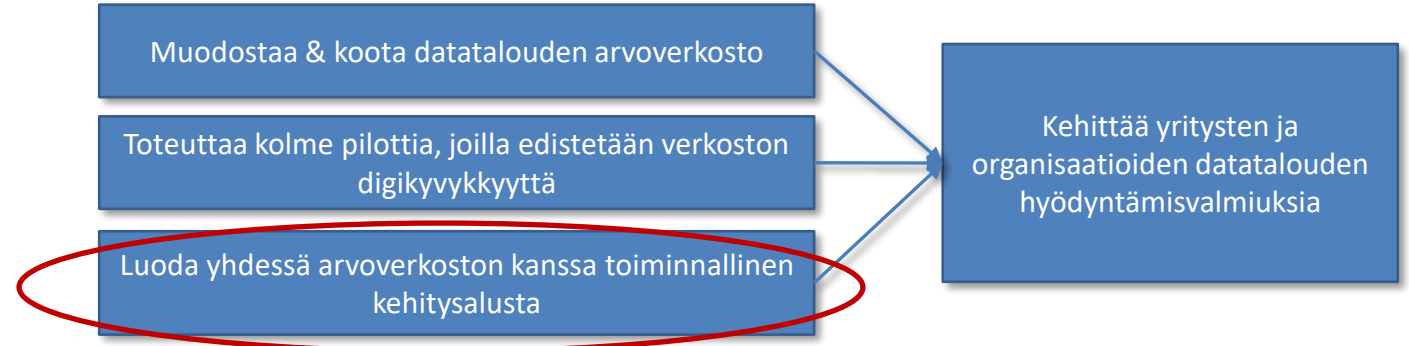 Muodostaa & koota datatalouden arvoverkosto
Toteuttaa kolme pilottia, joilla edistetään verkoston
digikyvykkyyttä
Luoda yhdessä arvoverkoston kanssa toiminnallinen
kehitysalusta
Kehittää yritysten ja
organisaatioiden datatalouden
hyödyntämisvalmiuksia